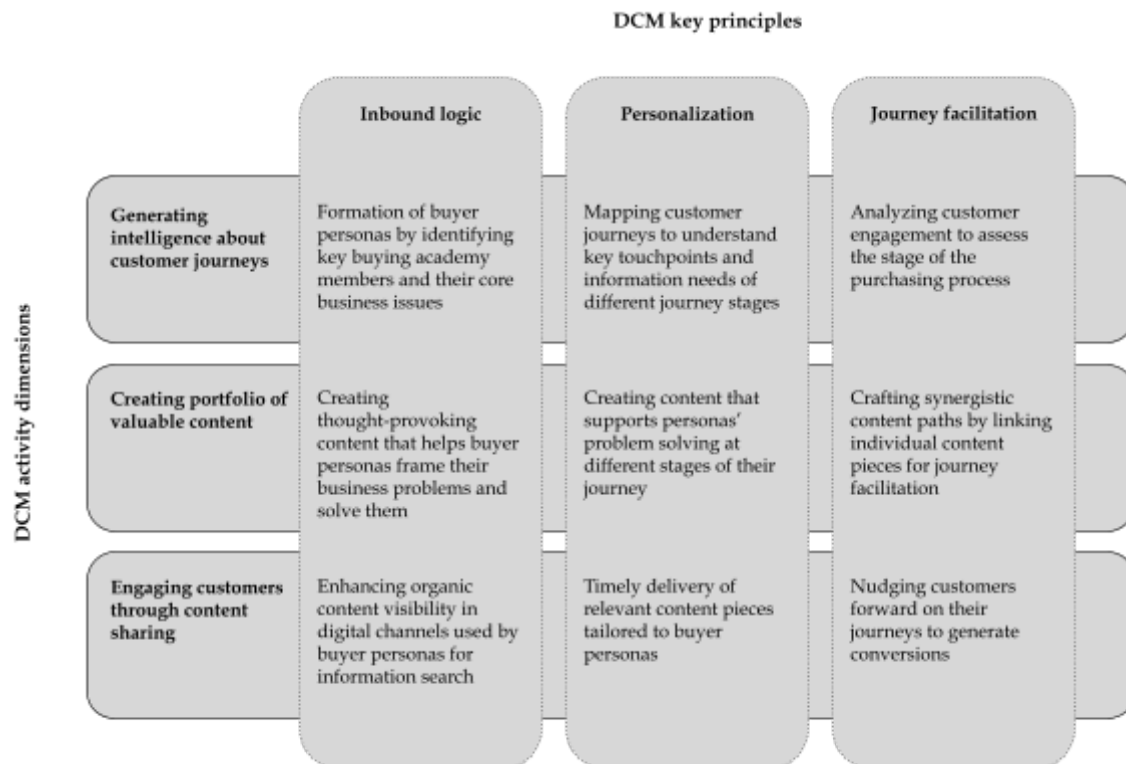 DCM key principles
Inbound logic
Personalization
Journey facilitation
DCM activity dimensions
Generating
intelligence about
customer journeys
Formation of buyer
personas by identifying
key buying academy
members and their core
business issues
Mapping customer
journeys to understand
key touchpoints and
information needs of
different journey stages
Analyzing customer
engagement to assess
the stage of the
purchasing process
Creating portfolio of
valuable content
Creating
thought-provoking
content that helps buyer
personas frame their
business problems and
solve them
Creating content that
supports personas'
problem solving at
different stages of their
journey
Crafting synergistic
content paths by linking
individual content
pieces for journey
facilitation
Engaging customers
through content
sharing
Enhancing organic
content visibility in
digital channels used by
buyer personas for
information search
Timely delivery of
relevant content pieces
tailored to buyer
personas
Nudging customers
forward on their
journeys to generate
conversions